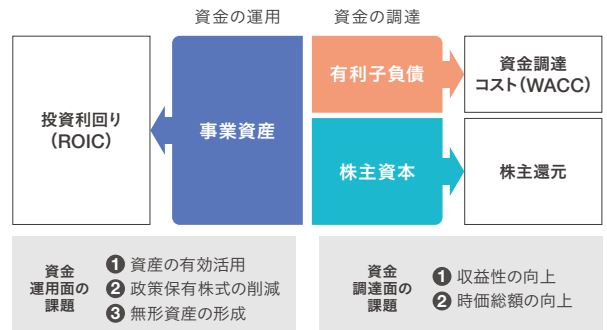 資金の運用
資金の調達
投資利回り
（ROIC）
事業資産
有利子負債
株主資本
資金調達
コスト（WACC）
株主還元
資金
運用面の
課題
❶ 資産の有効活用
❷ 政策保有株式の削減
❸ 無形資産の形成
資金
調達面の
課題
❶ 収益性の向上
❷ 時価総額の向上